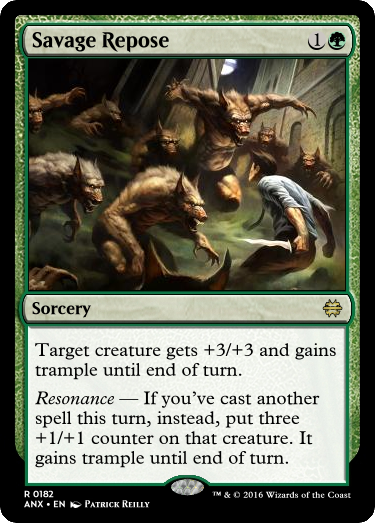 Savage Repose 1
Sorcery
Target creature gets +3/+3 and gains
trample until end of turn.
Resonance — If you've cast another
spell this turn, instead, put three
+1/+1 counter on that creature. It
gains trample until end of turn.
R 0182
ANX • EN Patrick Reilly
™ & © 2016 Wizards of the Coast